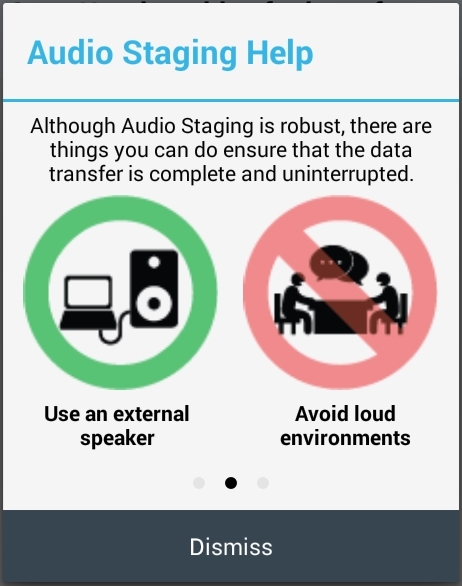 Audio Staging Help
Although Audio Staging is robust, there are
things you can do ensure that the data
transfer is complete and uninterrupted.
Use an external
speaker
Avoid loud
environments
Dismiss